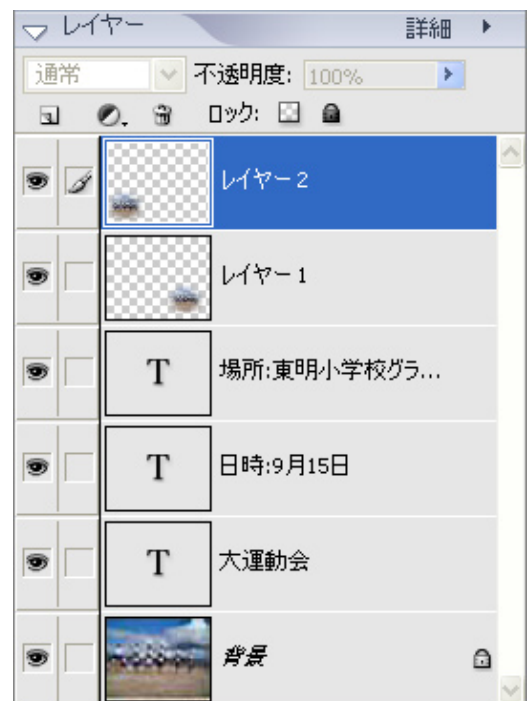 レイヤー 詳細
通常 不透明度: 100%
ロック:
レイヤー 2
レイヤー 1
T 場所:東明小学校グラ...
T 日時:9月15日
T 大運動会
背景